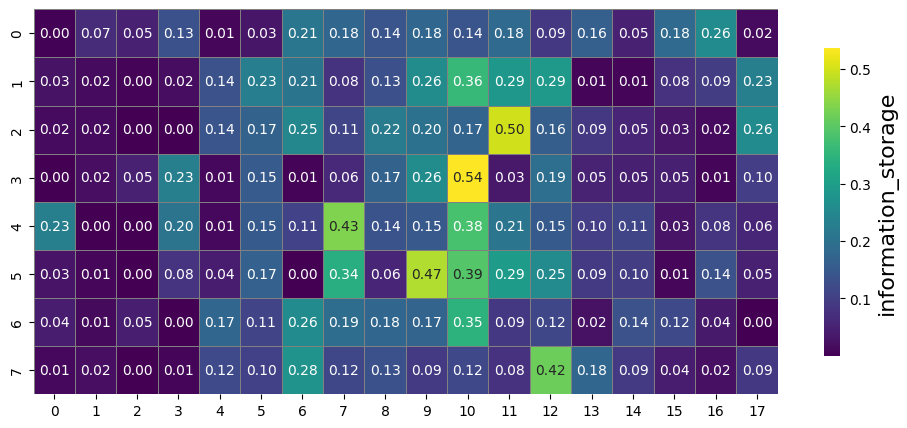 0 0.00 0.07 0.05 0.13 0.01 0.03 0.21 0.18 0.14 0.18 0.14 0.18 0.09 0.16 0.05 0.18 0.26 0.02
1 0.03 0.02 0.00 0.02 0.14 0.23 0.21 0.08 0.13 0.26 0.36 0.29 0.29 0.01 0.01 0.08 0.09 0.23
2 0.02 0.02 0.00 0.00 0.14 0.17 0.25 0.11 0.22 0.20 0.17 0.50 0.16 0.09 0.05 0.03 0.02 0.26
3 0.00 0.02 0.05 0.23 0.01 0.15 0.01 0.06 0.17 0.26 0.54 0.03 0.19 0.05 0.05 0.05 0.01 0.10
4 0.23 0.00 0.00 0.20 0.01 0.15 0.11 0.43 0.14 0.15 0.38 0.21 0.15 0.10 0.11 0.03 0.08 0.06
5 0.03 0.01 0.00 0.08 0.04 0.17 0.00 0.34 0.06 0.47 0.39 0.29 0.25 0.09 0.10 0.01 0.14 0.05
6 0.04 0.01 0.05 0.00 0.17 0.11 0.26 0.19 0.18 0.17 0.35 0.09 0.12 0.02 0.14 0.12 0.04 0.00
7 0.01 0.02 0.00 0.01 0.12 0.10 0.28 0.12 0.13 0.09 0.12 0.08 0.42 0.18 0.09 0.04 0.02 0.09
0 1 2 3 4 5 6 7 8 9 10 11 12 13 14 15 16 17
0.5
0.4
0.3
0.2
0.1
information_storage